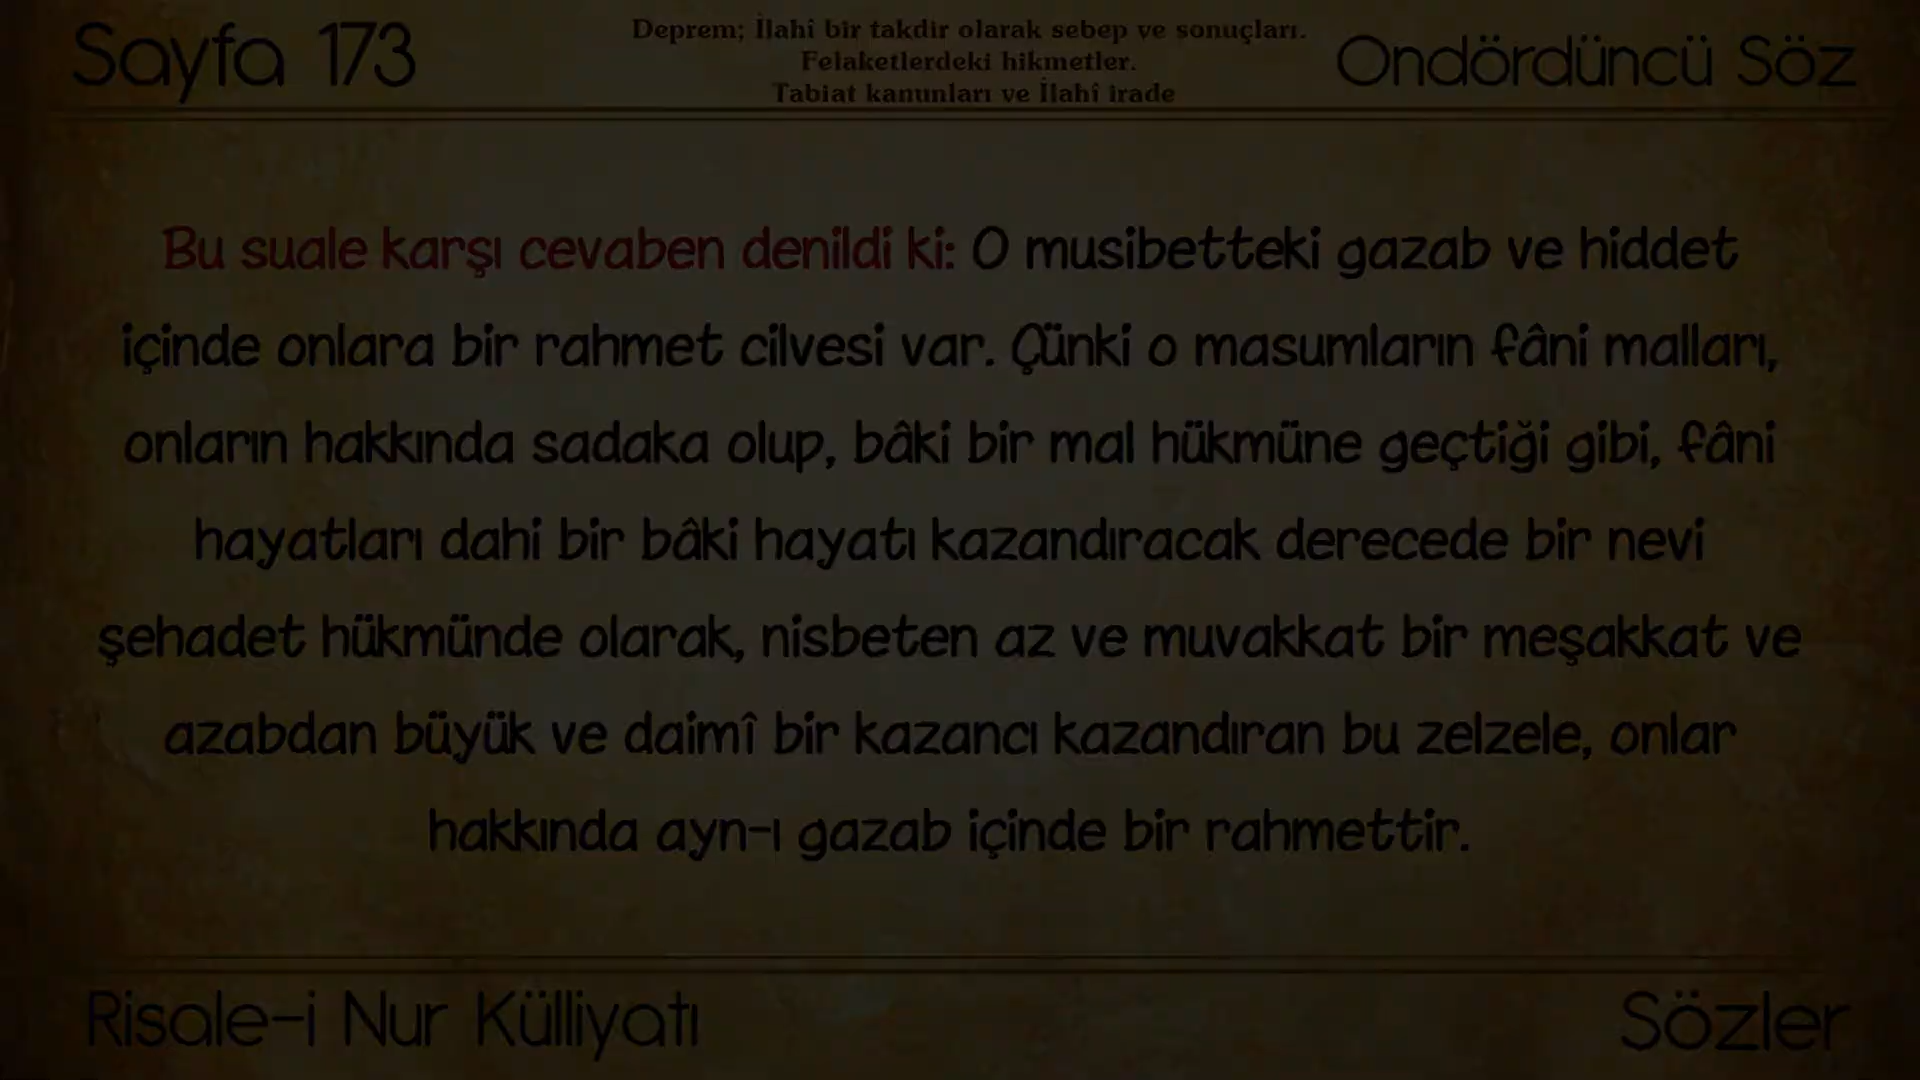 Sayfa 173
Deprem; İlahî bir takdir olarak sebep ve sonuçları.
Felaketlerdeki hikmetler.
Tabiat kanunları ve İlahî irade
Ondördüncü Söz
Bu suale karşı cevaben denildi ki: O musibetteki gazab ve hiddet
içinde onlara bir rahmet cilvesi var. Çünki o masumların fâni malları,
onların hakkında sadaka olup, bâki bir mal hükmüne geçtiği gibi, fâni
hayatları dahi bir bâki hayatı kazandıracak derecede bir nevi
şehadet hükmünde olarak, nisbeten az ve muvakkat bir meşakkat ve
azabdan büyük ve daimî bir kazancı kazandıran bu zelzele, onlar
hakkında ayn-ı gazab içinde bir rahmettir.
Risale-i Nur Külliyatı
Sözler